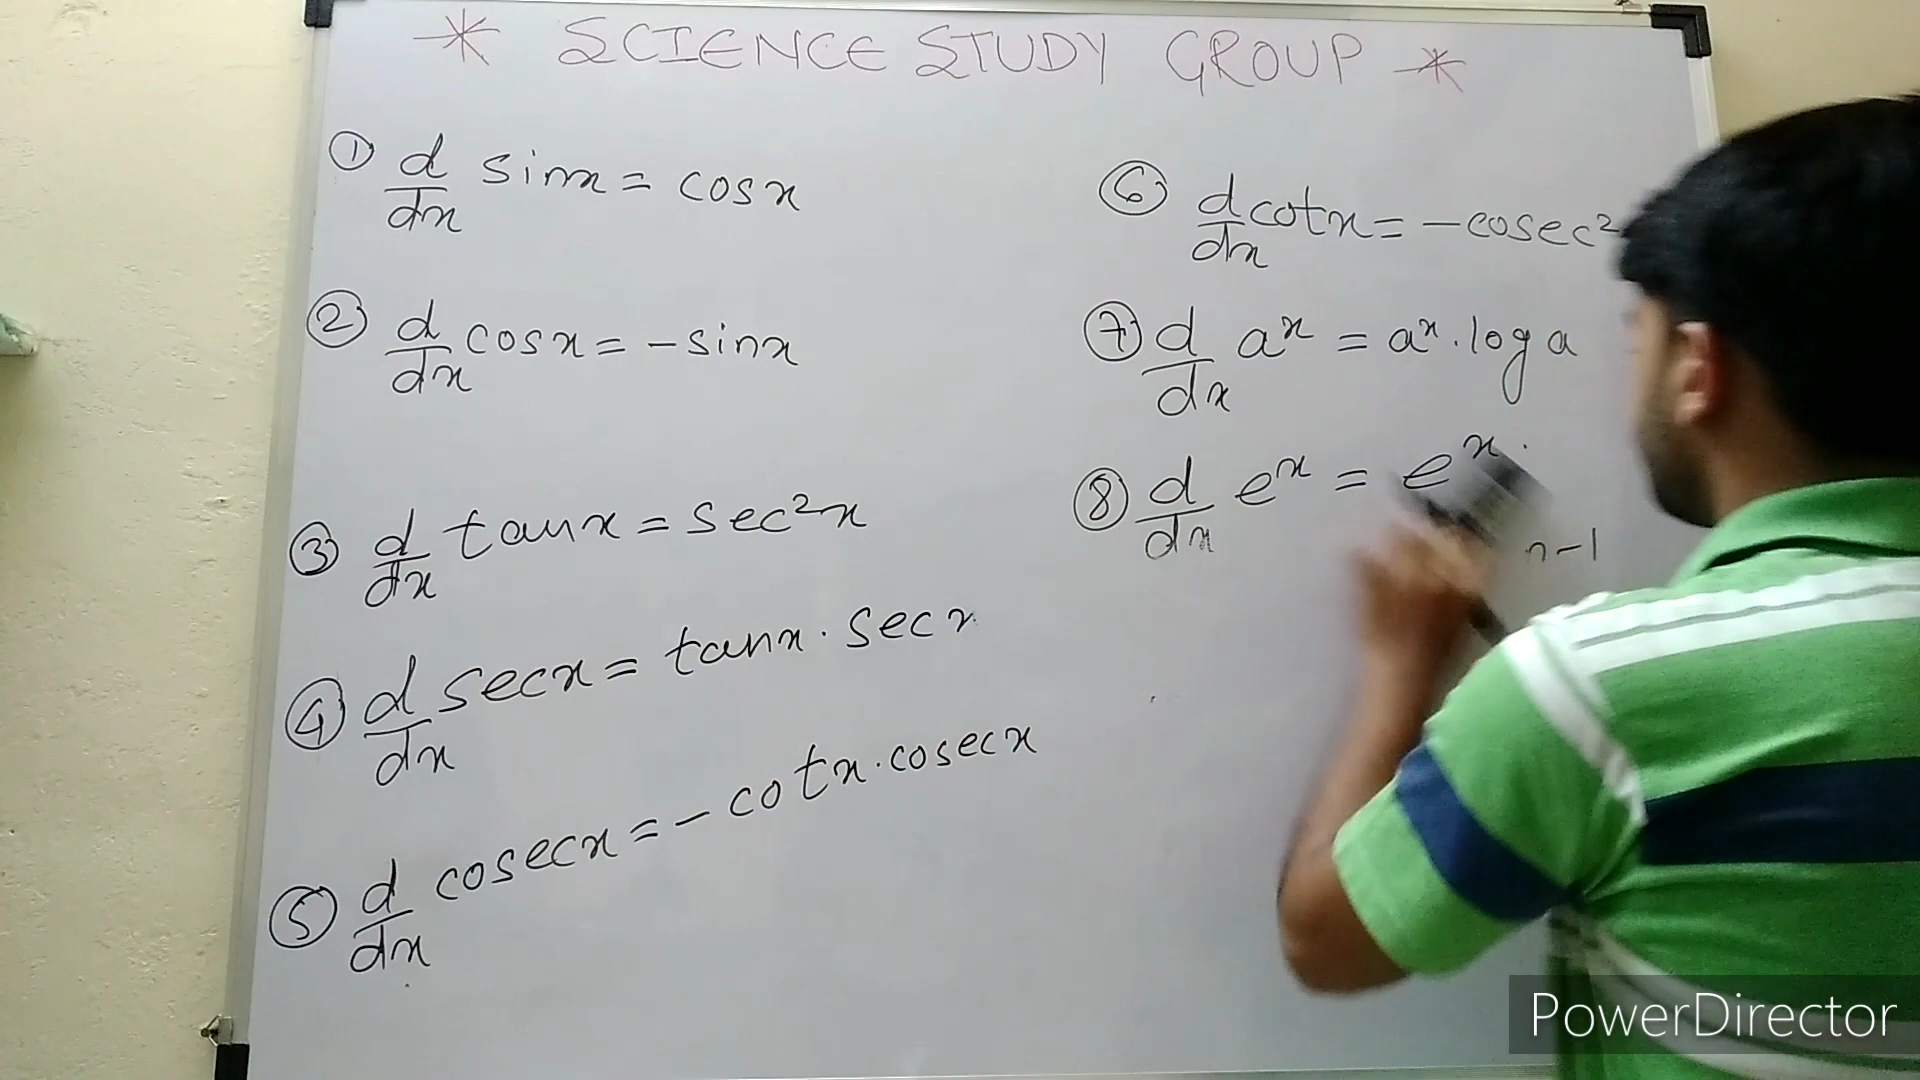 * SCIENCE STUDY GROUP *
① d/dx sinx = cosx
② d/dx cosx = -sinx
③ d/dx tanx = sec²x
④ d/dx secx = tanx · secx
⑤ d/dx cosecx = -cotx · cosecx
⑥ d/dx cotx = -cosec²
⑦ d/dx aˣ = aˣ · log a
⑧ d/dx eˣ = eˣ ·
n-1
PowerDirector